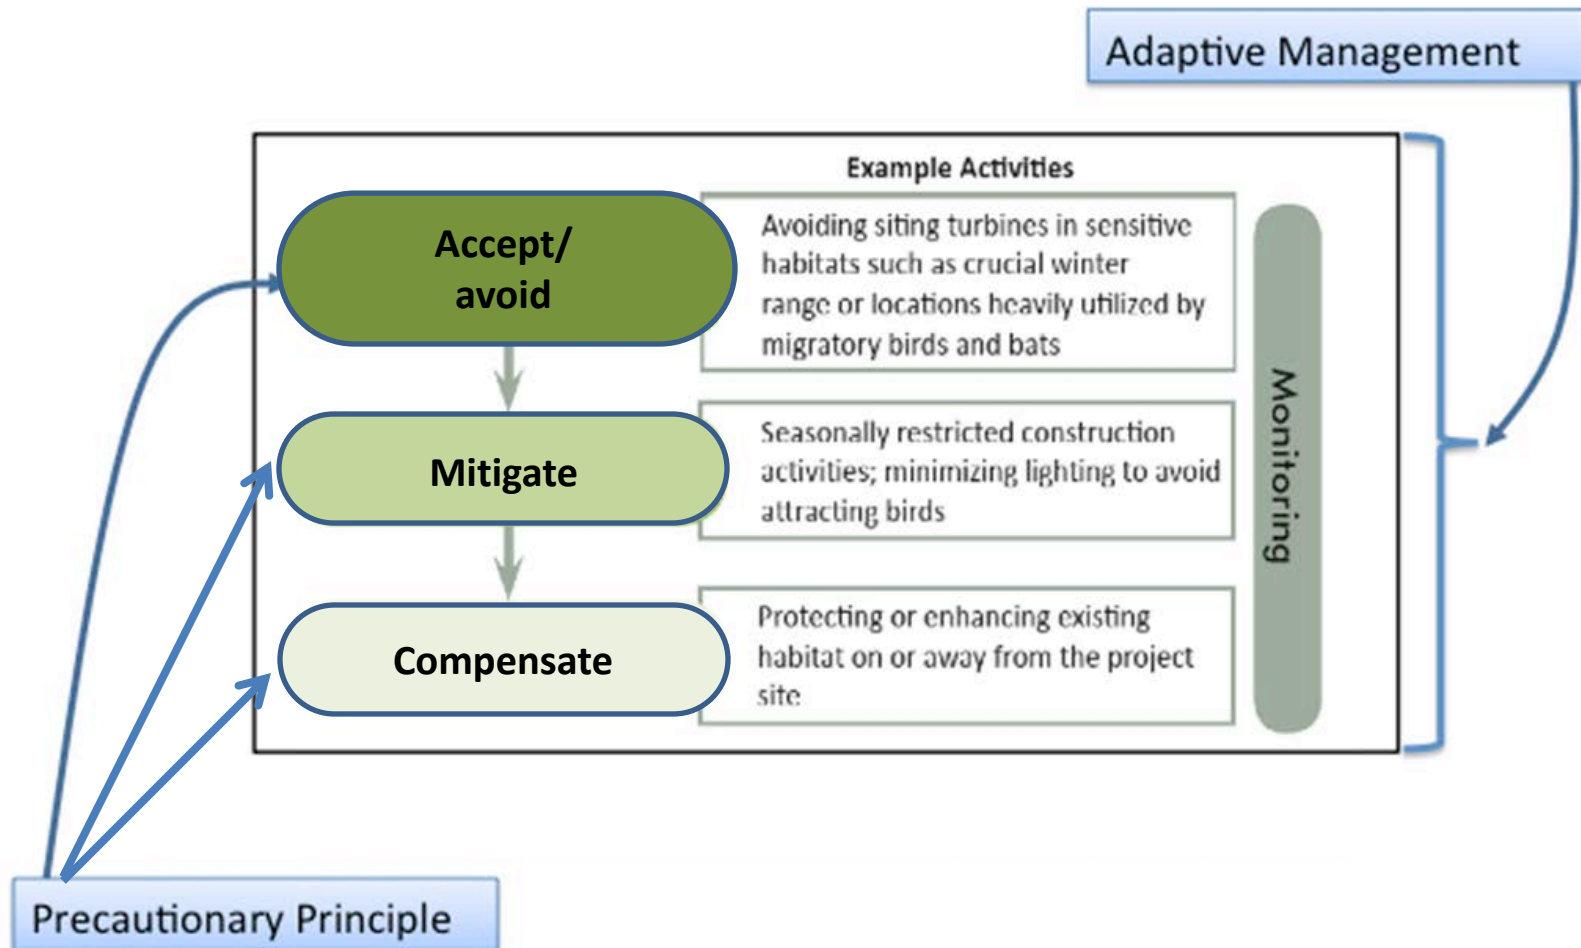 Adaptive Management
Example Activities
Accept/
avoid
Avoiding siting turbines in sensitive
habitats such as crucial winter
range or locations heavily utilized by
migratory birds and bats
Mitigate
Seasonally restricted construction
activities; minimizing lighting to avoid
attracting birds
Compensate
Protecting or enhancing existing
habitat on or away from the project
site
Monitoring
Precautionary Principle